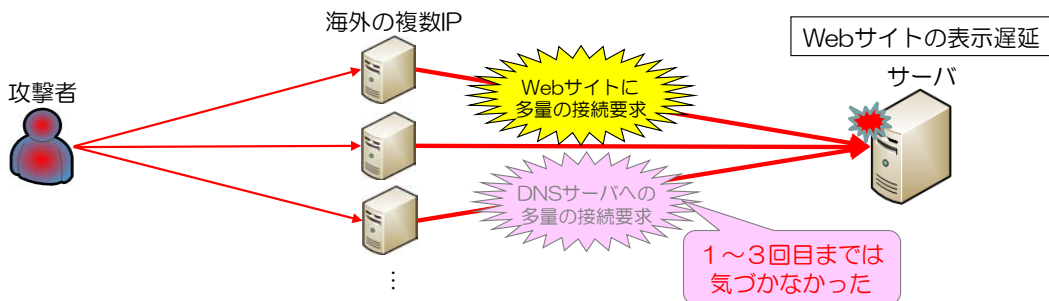 海外の複数IP
Webサイトの表示遅延
サーバ
攻撃者
Webサイトに
多量の接続要求
DNSサーバへの
多量の接続要求
1～3回目までは
気づかなかった
…